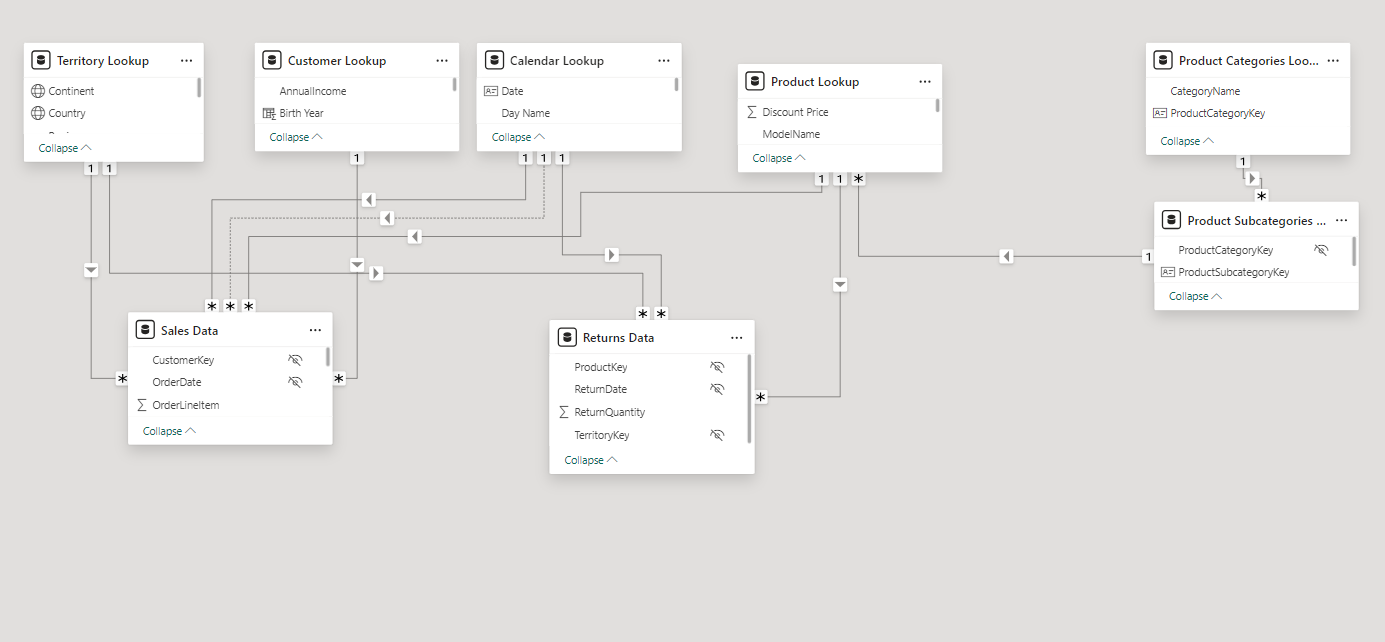 Territory Lookup ...
Continent
Country
Collapse
Customer Lookup ...
AnnualIncome
Birth Year
Collapse
Calendar Lookup ...
Date
Day Name
Collapse
Product Lookup ...
∑ Discount Price
ModelName
Collapse
Product Categories Loo... ...
CategoryName
ProductCategoryKey
Collapse
1 1
1
1 1 1
1 1 *
1
*
Product Subcategories ... ...
ProductCategoryKey
ProductSubcategoryKey
Collapse
1
* * *
Sales Data ...
CustomerKey
OrderDate
∑ OrderLineItem
Collapse
* *
* *
Returns Data ...
ProductKey
ReturnDate
∑ ReturnQuantity
TerritoryKey
Collapse
*